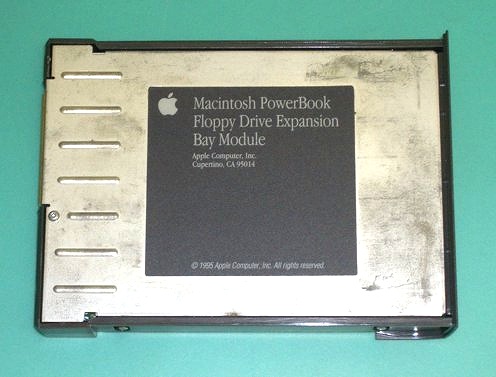 Macintosh PowerBook
Floppy Drive Expansion
Bay Module
Apple Computer, Inc.
Cupertino, CA 95014
© 1995 Apple Computer, Inc. All rights reserved.